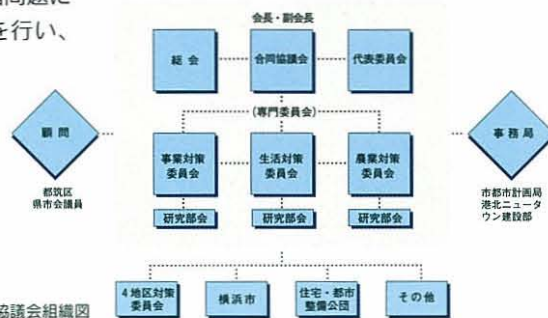 問題に
を行い、
会長・副会長
総会
合同協議会
代表委員会
(専門委員会)
顧問
都筑区
県市会議員
事業対策
委員会
生活対策
委員会
農業対策
委員会
事務局
市都市計画局
港北ニュータ
ウン建設部
研究部会
研究部会
研究部会
4地区対策
委員会
横浜市
住宅・都市
整備公団
その他
協議会組織図